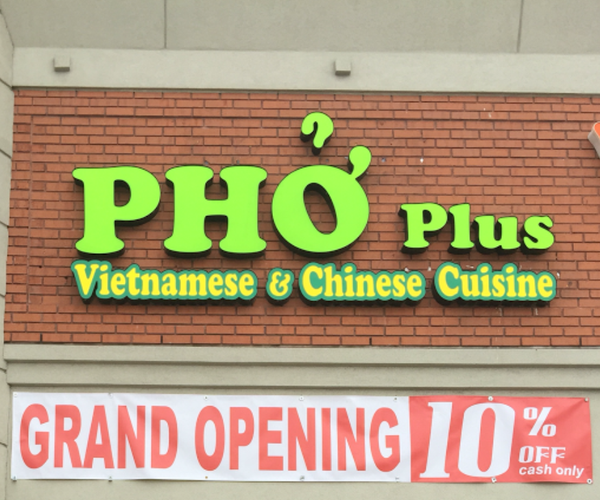 PHỞ Plus
Vietnamese & Chinese Cuisine
GRAND OPENING 10% OFF
cash only